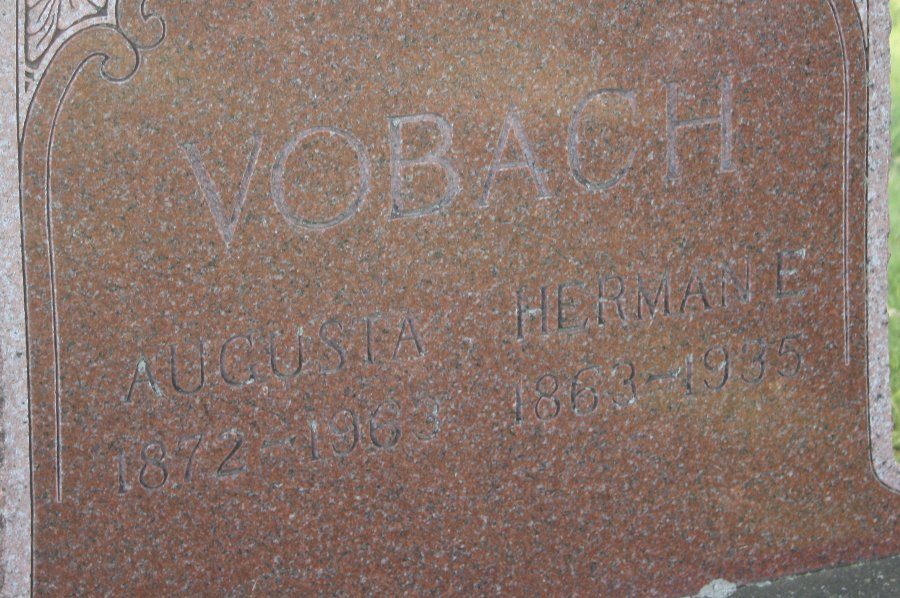 VOBACH
AUGUSTA
1872-1963
HERMAN E
1863-1935